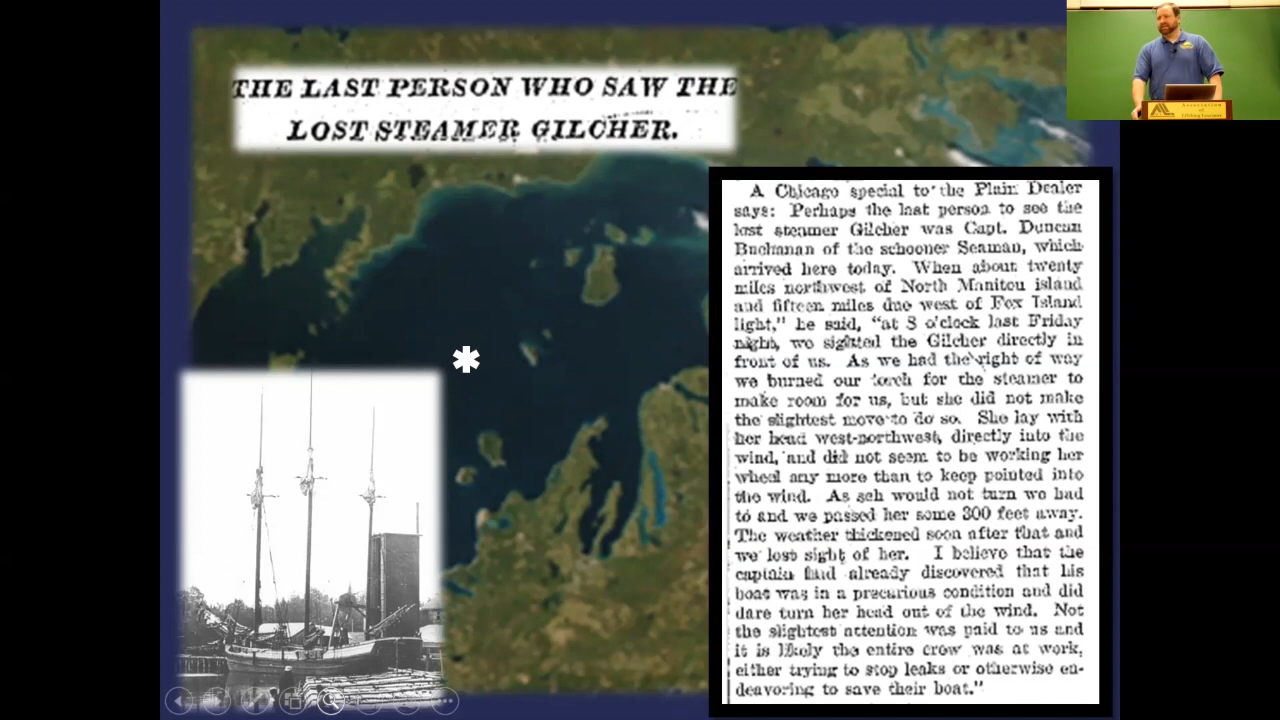 THE LAST PERSON WHO SAW THE
LOST STEAMER GILCHER.
A Chicago special to the Plain Dealer
says: Perhaps the last person to see the
lost steamer Gilcher was Capt. Duncan
Buchanan of the schooner Seaman, which
arrived here today. When about twenty
miles northwest of North Manitou island
and fifteen miles due west of Fox Island
light," he said, "at 8 o'clock last Friday
night, we sighted the Gilcher directly in
front of us. As we had the right of way
we burned our torch for the steamer to
make room for us, but she did not make
the slightest move to do so. She lay with
her head west-northwest, directly into the
wind, and did not seem to be working her
wheel any more than to keep pointed into
the wind. As seh would not turn we had
to and we passed her some 300 feet away.
The weather thickened soon after that and
we lost sight of her. I believe that the
captain had already discovered that his
boat was in a precurious condition and did
dare turn her head out of the wind. Not
the slightest attention was paid to us and
it is likely the entire crew was at work,
either trying to stop leaks or otherwise en-
deavoring to save their boat."
Association
of
Lifelong Learners